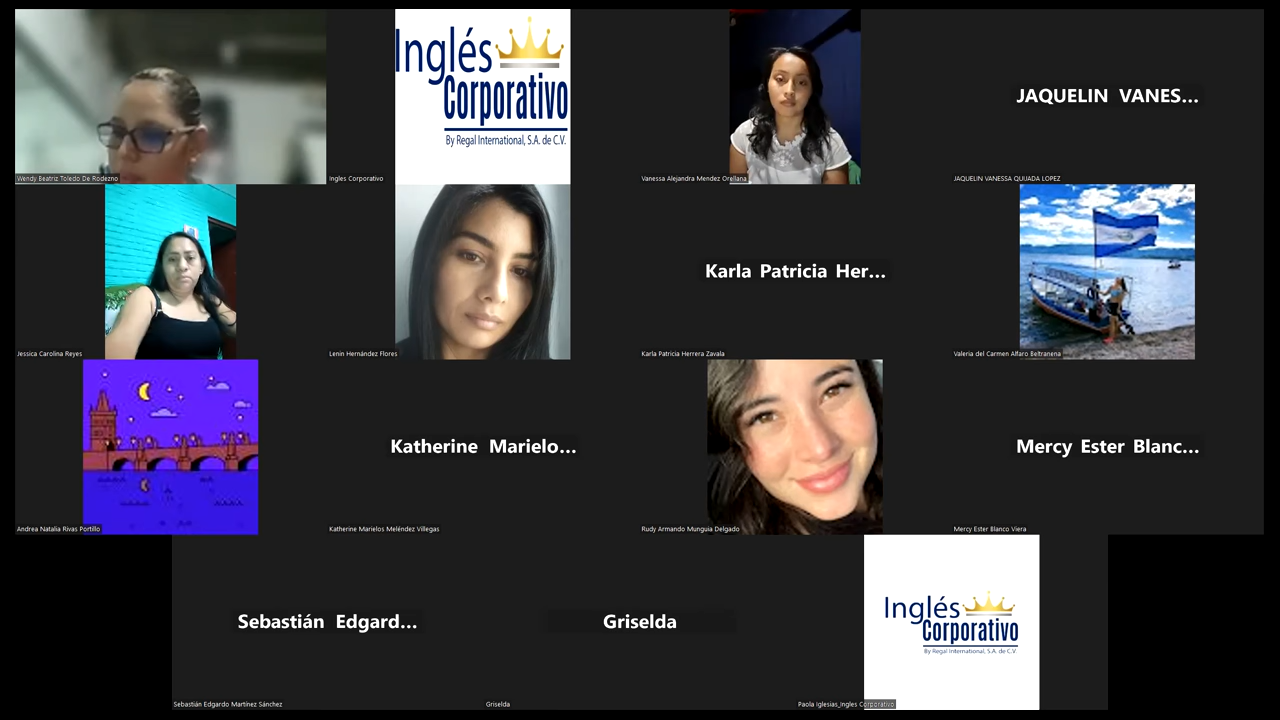 Inglés
Corporativo
By Regal International, S.A. de C.V.
JAQUELIN VANES...
Wendy Beatriz Toledo De Rodezno
Ingles Corporativo
Vanessa Alejandra Mendez Orellana
JAQUELIN VANESSA QUIJADA LOPEZ
Karla Patricia Her...
Jessica Carolina Reyes
Lenin Hernández Flores
Karla Patricia Herrera Zavala
Valeria del Carmen Alfaro Beltranena
Katherine Marielo...
Mercy Ester Blanc...
Andrea Natalia Rivas Portillo
Katherine Marielos Meléndez Villegas
Rudy Armando Munguia Delgado
Mercy Ester Blanco Viera
Sebastián Edgard...
Griselda
Inglés
Corporativo
By Regal International, S.A. de C.V.
Sebastián Edgardo Martínez Sánchez
Griselda
Paola Iglesias_Ingles Corporativo